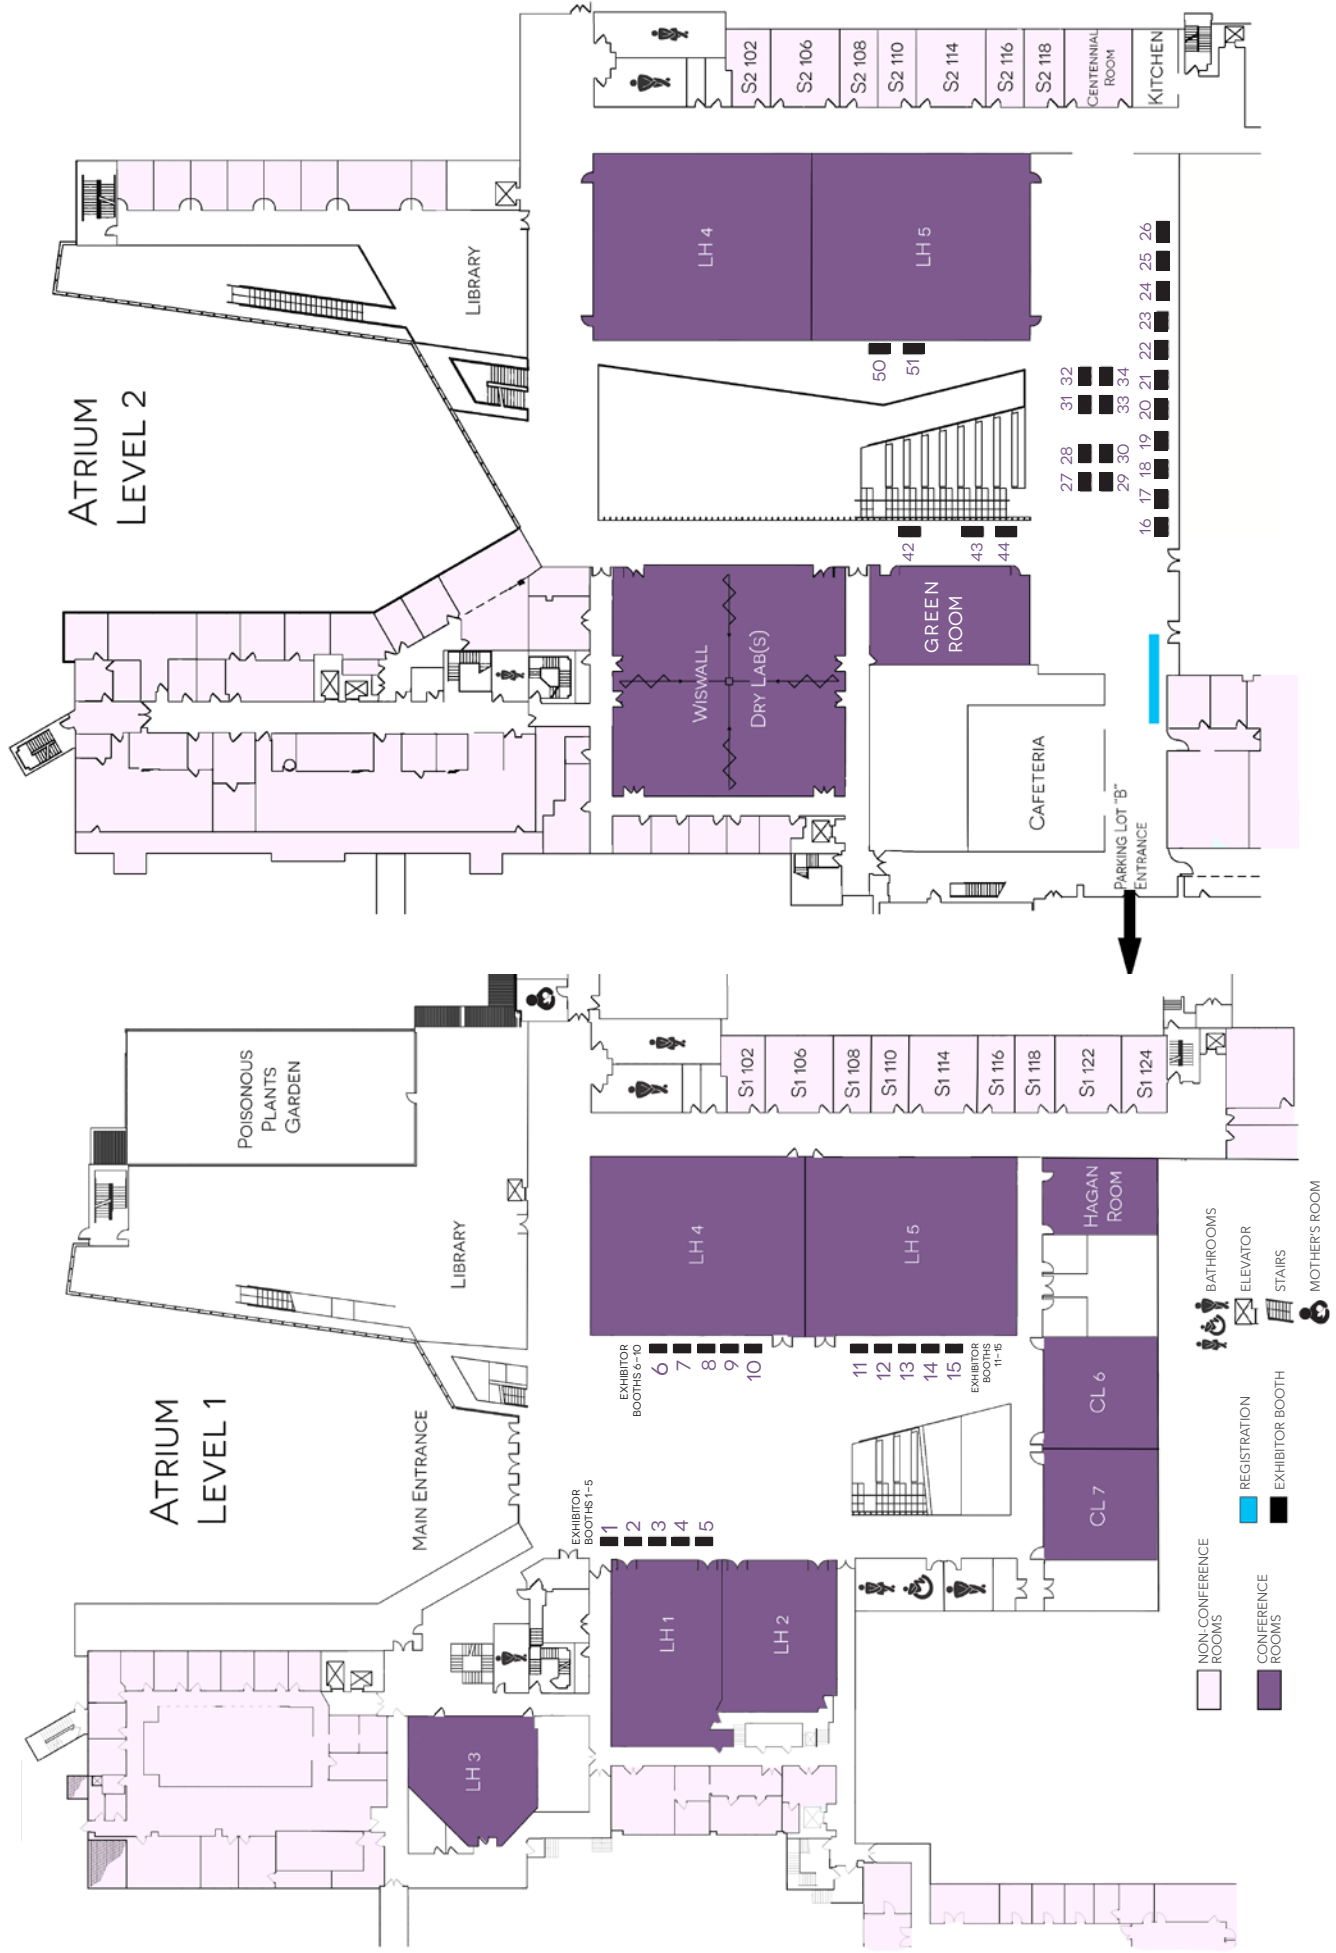 ATRIUM
LEVEL 2
LIBRARY
S2 102
S2 106
S2 108
S2 110
S2 114
S2 116
S2 118
CENTENNIAL
ROOM
KITCHEN
LH 4
LH 5
50
51
42
43
44
WISWALL
DRY LAB(S)
GREEN
ROOM
CAFETERIA
PARKING LOT "B"
ENTRANCE
16
17
18
19
20
21
22
23
24
25
26
27
28
29
30
31
32
33
34
ATRIUM
LEVEL 1
MAIN ENTRANCE
LIBRARY
POISONOUS
PLANTS
GARDEN
S1 102
S1 106
S1 108
S1 110
S1 114
S1 116
S1 118
S1 122
S1 124
LH 4
LH 5
HAGAN
ROOM
CL 6
CL 7
EXHIBITOR
BOOTHS 1-5
1
2
3
4
5
EXHIBITOR
BOOTHS 6-10
6
7
8
9
10
11
12
13
14
15
EXHIBITOR
BOOTHS
11-15
LH 1
LH 2
LH 3
NON-CONFERENCE
ROOMS
CONFERENCE
ROOMS
REGISTRATION
EXHIBITOR BOOTH
BATHROOMS
ELEVATOR
STAIRS
MOTHER'S ROOM